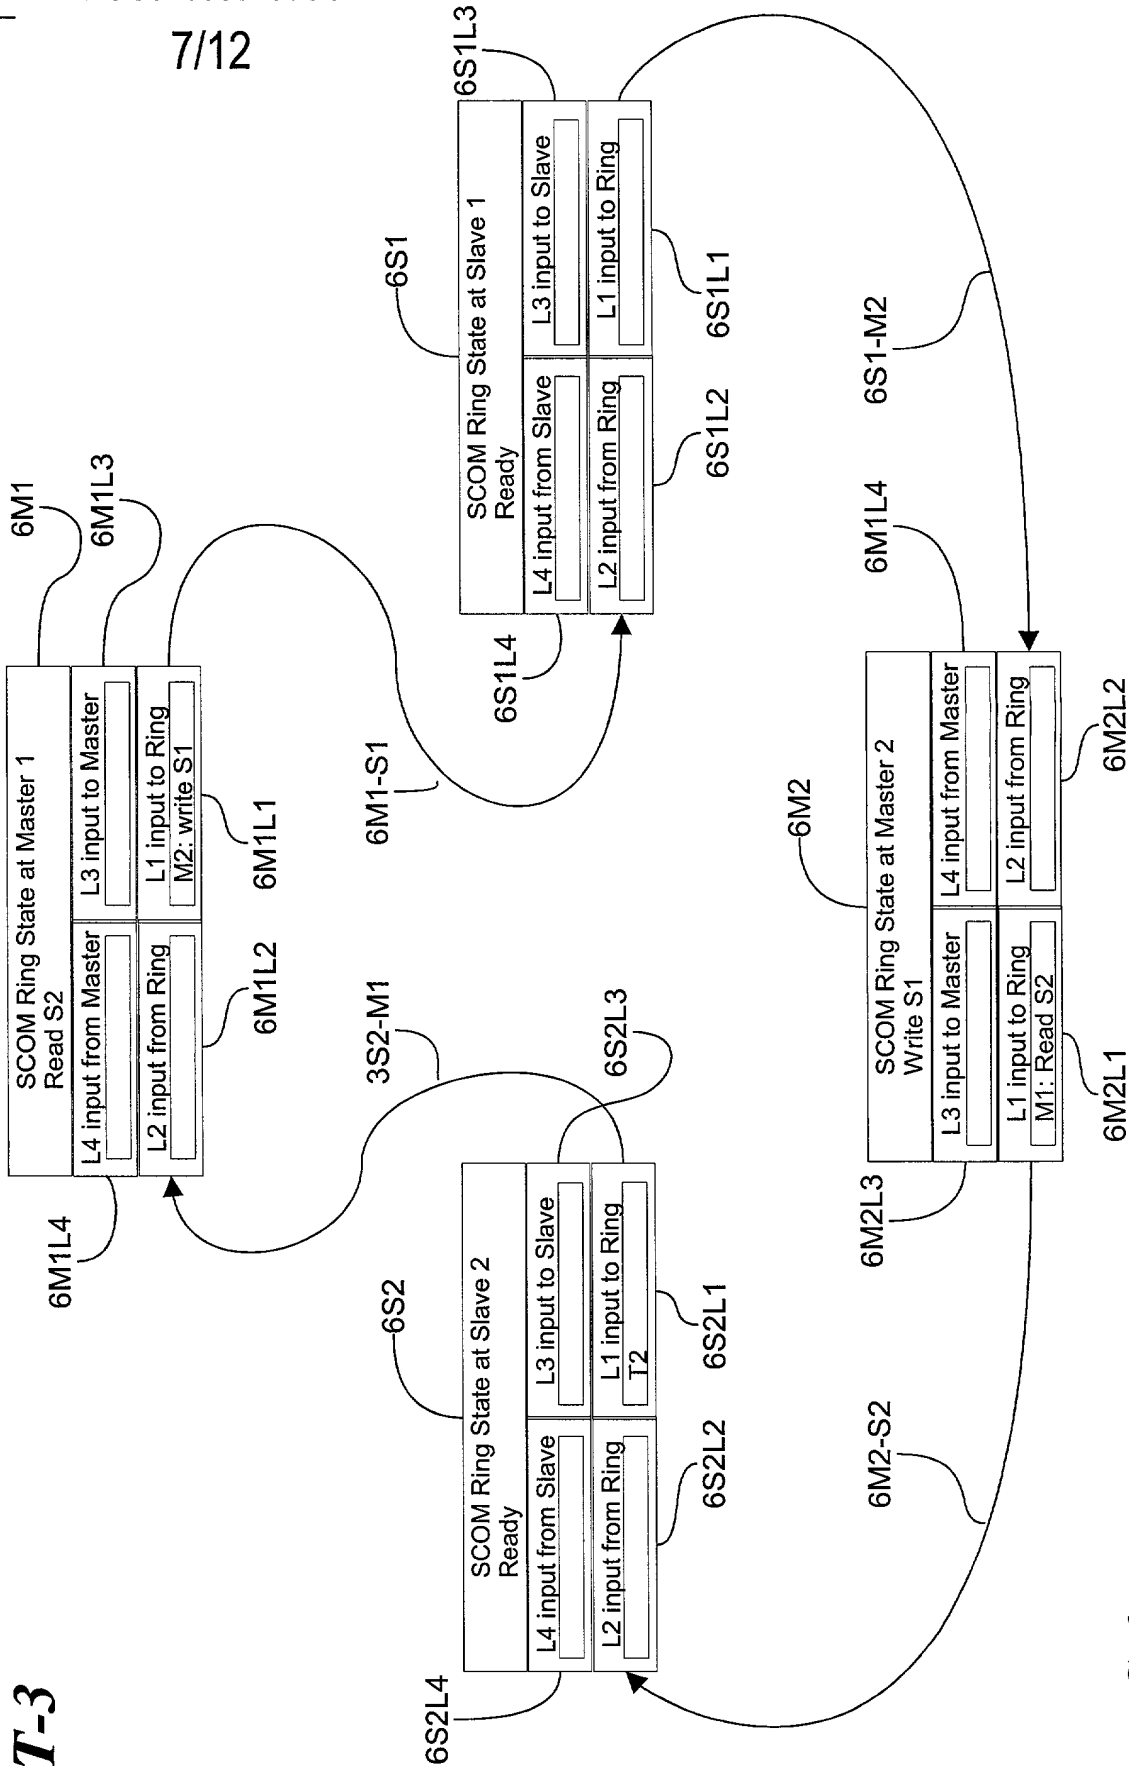 7/12
T-3
6M1
6M1L3
SCOM Ring State at Master 1
Read S2
L4 input from Master
L3 input to Master
L2 input from Ring
L1 input to Ring
M2: write S1
6M1L4
6M1L2
6M1L1
6S1L3
6S1
SCOM Ring State at Slave 1
Ready
L4 input from Slave
L3 input to Slave
L2 input from Ring
L1 input to Ring
6S1L4
6S1L2
6S1L1
6M1-S1
3S2-M1
6S2L3
6S2
SCOM Ring State at Slave 2
Ready
L4 input from Slave
L3 input to Slave
L2 input from Ring
L1 input to Ring
T2
6S2L4
6S2L2
6S2L1
6S1-M2
6M1L4
6M2
SCOM Ring State at Master 2
Write S1
L3 input to Master
L4 input from Master
L1 input to Ring
M1: Read S2
L2 input from Ring
6M2L3
6M2L1
6M2L2
6M2-S2